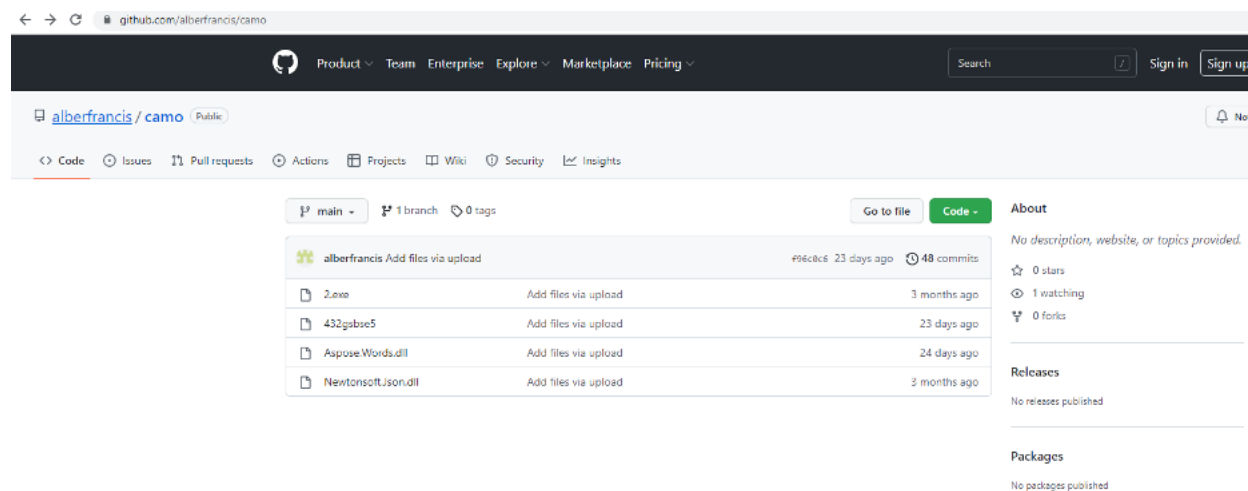 github.com/alberfrancis/camo
Product Team Enterprise Explore Marketplace Pricing Search / Sign in Sign up
alberfrancis / camo Public No
<> Code Issues Pull requests Actions Projects Wiki Security Insights
main 1 branch 0 tags Go to file Code
alberfrancis Add files via upload f96c8c6 23 days ago 48 commits
2.exe Add files via upload 3 months ago
432gsbse5 Add files via upload 23 days ago
Aspose.Words.dll Add files via upload 24 days ago
Newtonsoft.Json.dll Add files via upload 3 months ago
About
No description, website, or topics provided.
0 stars
1 watching
0 forks
Releases
No releases published
Packages
No packages published